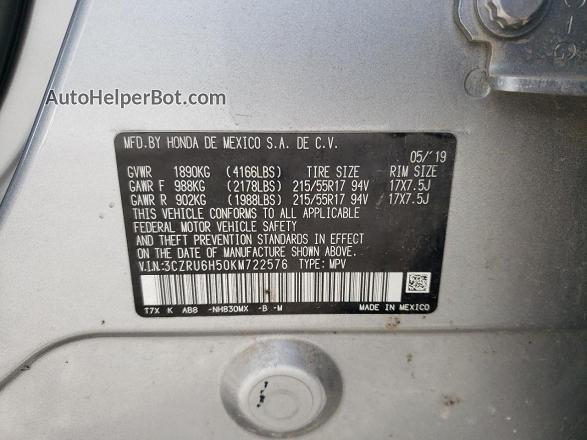 AutoHelperBot.com
MFD.BY HONDA DE MEXICO S.A. DE C.V.
05/'19
GVWR 1890KG (4166LBS) TIRE SIZE RIM SIZE
GAWR F 988KG (2178LBS) 215/55R17 94V 17X7.5J
GAWR R 902KG (1988LBS) 215/55R17 94V 17X7.5J
THIS VEHICLE CONFORMS TO ALL APPLICABLE
FEDERAL MOTOR VEHICLE SAFETY
AND THEFT PREVENTION STANDARDS IN EFFECT
ON THE DATE OF MANUFACTURE SHOWN ABOVE.
V.I.N.:3CZRU6H50KM722576 TYPE: MPV
T7X K AB8 -NH830MX -B -M MADE IN MEXICO
AutoHelperBot.com